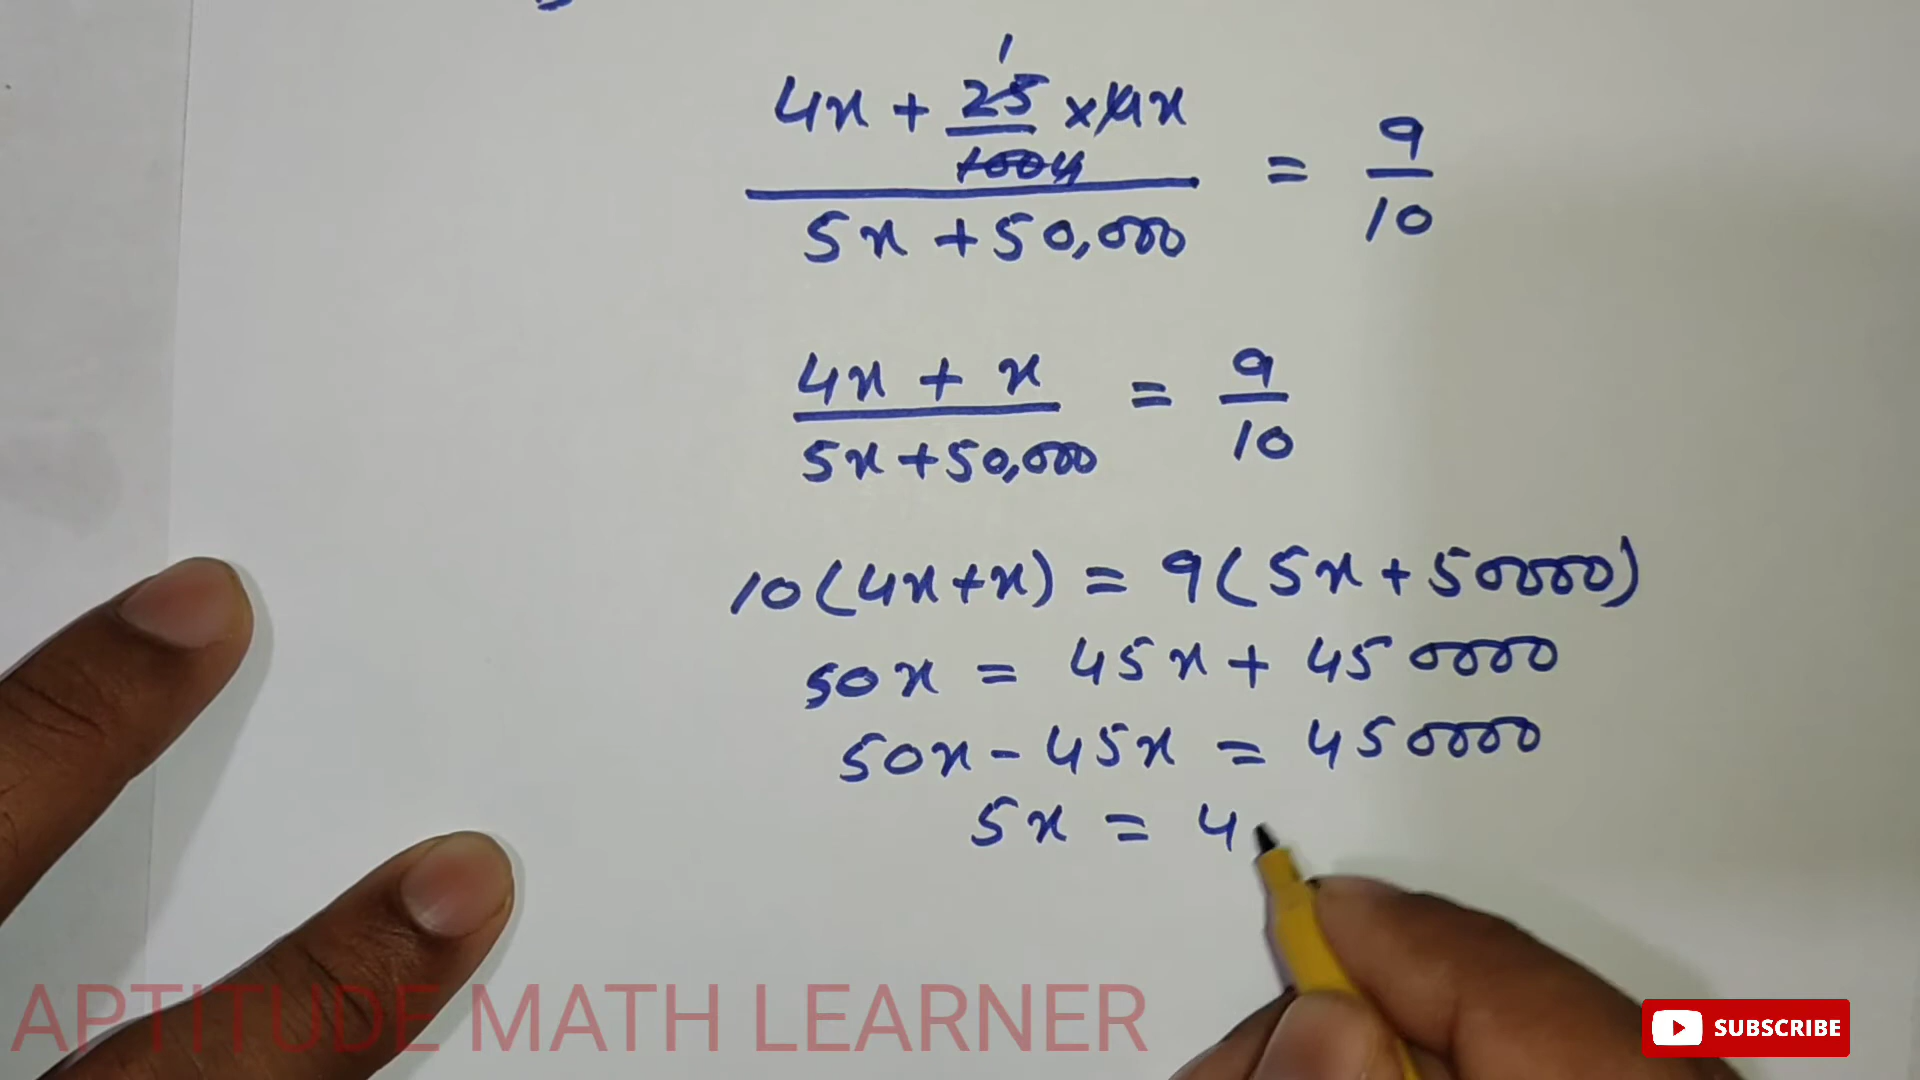 1
4x + 25 × 4x
100 4
5x + 50,000
= 9
10
4x + x = 9
5x + 50,000 10
10(4x+x) = 9(5x+50000)
50x = 45x + 450000
50x - 45x = 450000
5x = 4
APTITUDE MATH LEARNER
SUBSCRIBE